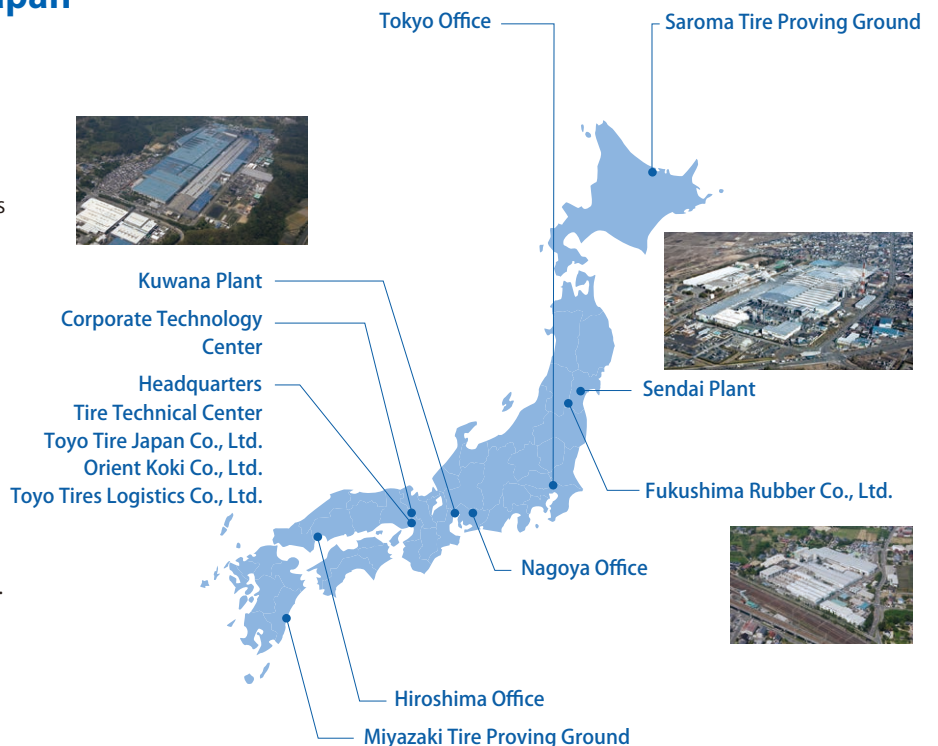 Tokyo Office
Saroma Tire Proving Ground
Kuwana Plant
Corporate Technology
Center
Headquarters
Tire Technical Center
Toyo Tire Japan Co., Ltd.
Orient Koki Co., Ltd.
Toyo Tires Logistics Co., Ltd.
Sendai Plant
Fukushima Rubber Co., Ltd.
Nagoya Office
Hiroshima Office
Miyazaki Tire Proving Ground